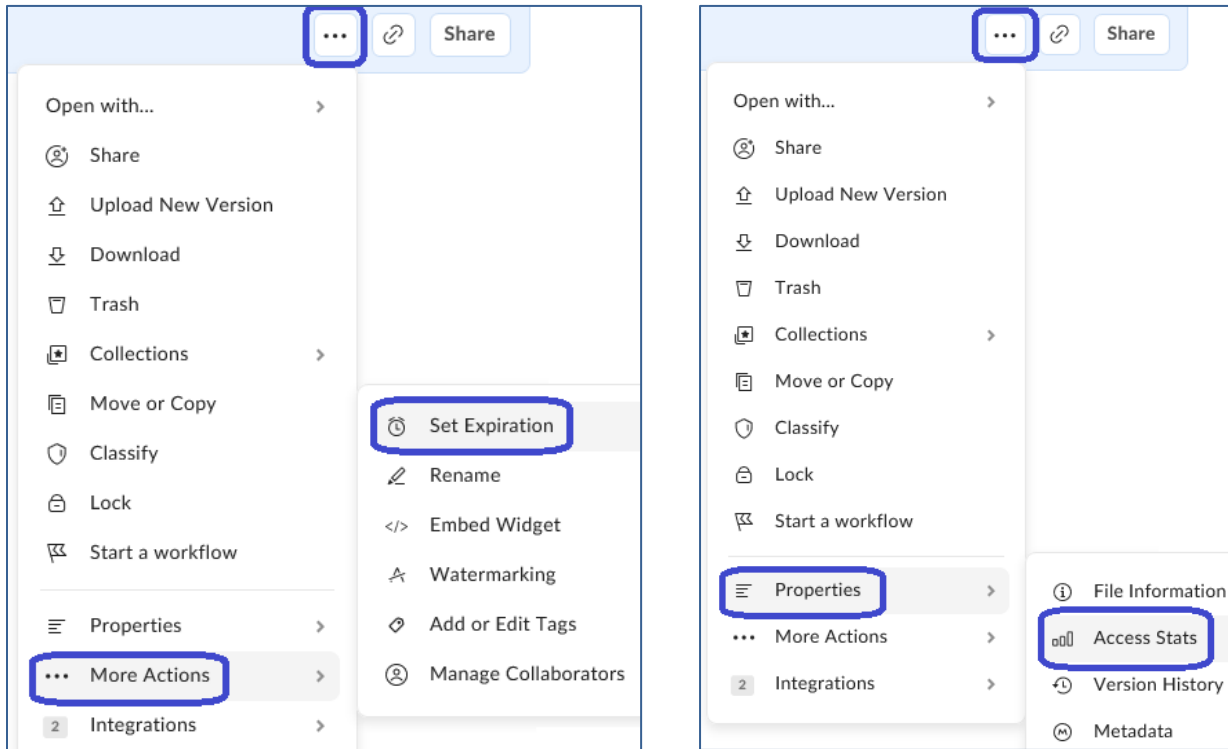 Share
Open with...
Share
Upload New Version
Download
Trash
Collections
Move or Copy
Classify
Lock
Start a workflow
Properties
More Actions
2 Integrations
Set Expiration
Rename
</> Embed Widget
Watermarking
Add or Edit Tags
Manage Collaborators
Share
Open with...
Share
Upload New Version
Download
Trash
Collections
Move or Copy
Classify
Lock
Start a workflow
Properties
More Actions
2 Integrations
File Information
Access Stats
Version History
Metadata